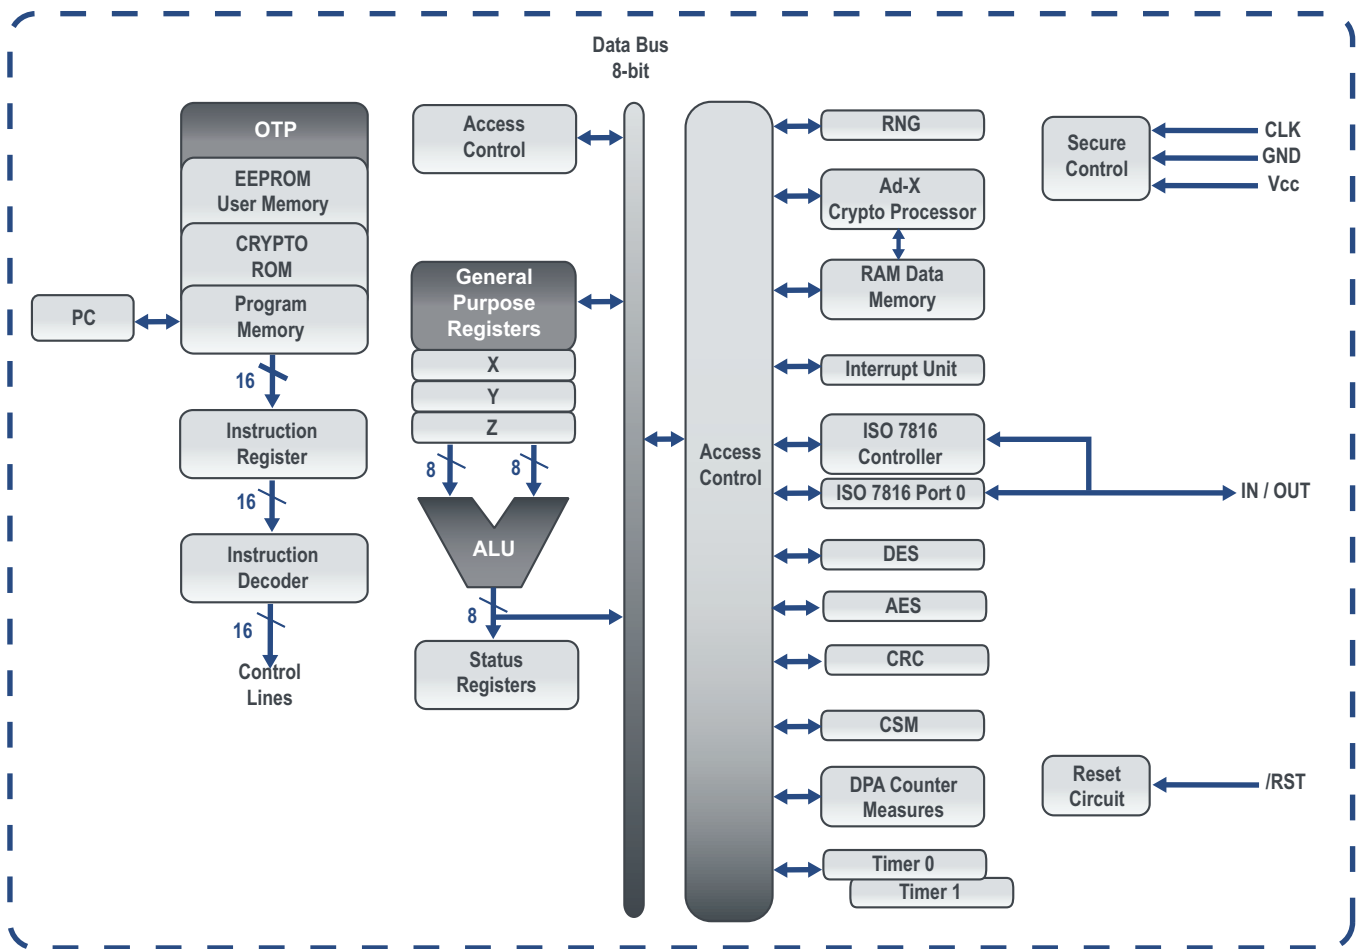 Data Bus
8-bit
OTP
EEPROM
User Memory
CRYPTO
ROM
Program
Memory
PC
16
Instruction
Register
16
Instruction
Decoder
16
Control
Lines
Access
Control
General
Purpose
Registers
X
Y
Z
8
8
ALU
8
Status
Registers
Access
Control
RNG
Ad-X
Crypto Processor
RAM Data
Memory
Interrupt Unit
ISO 7816
Controller
ISO 7816 Port 0
DES
AES
CRC
CSM
DPA Counter
Measures
Timer 0
Timer 1
Secure
Control
CLK
GND
Vcc
IN / OUT
Reset
Circuit
/RST